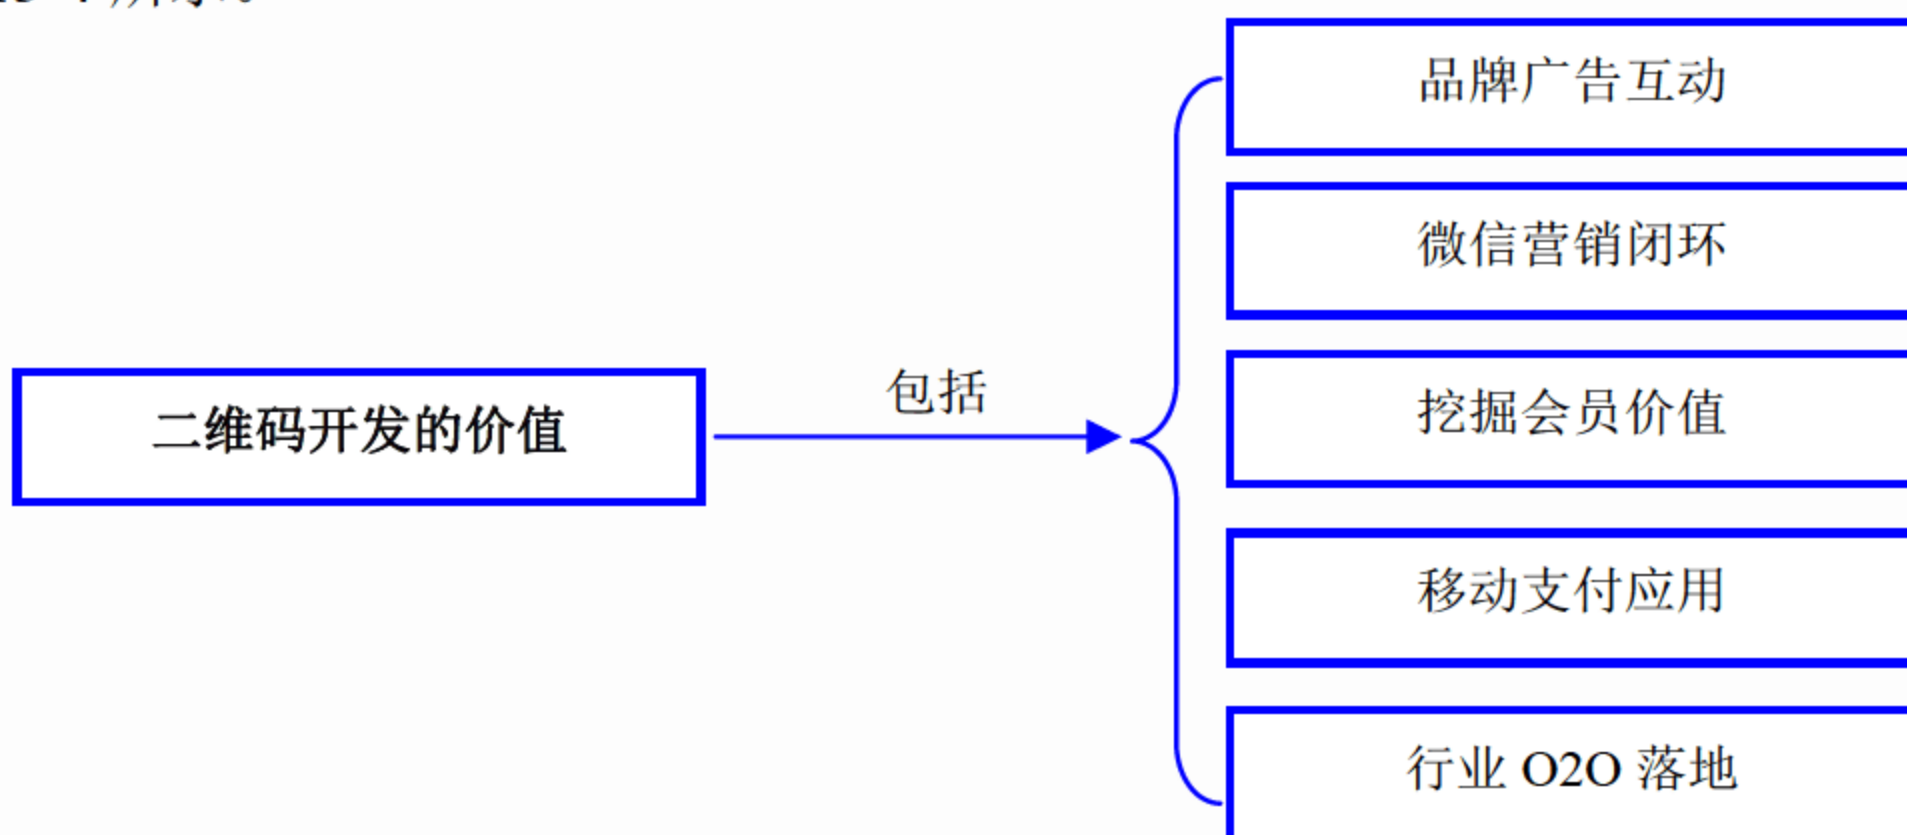 品牌广告互动
微信营销闭环
二维码开发的价值
包括
挖掘会员价值
移动支付应用
行业 O2O 落地